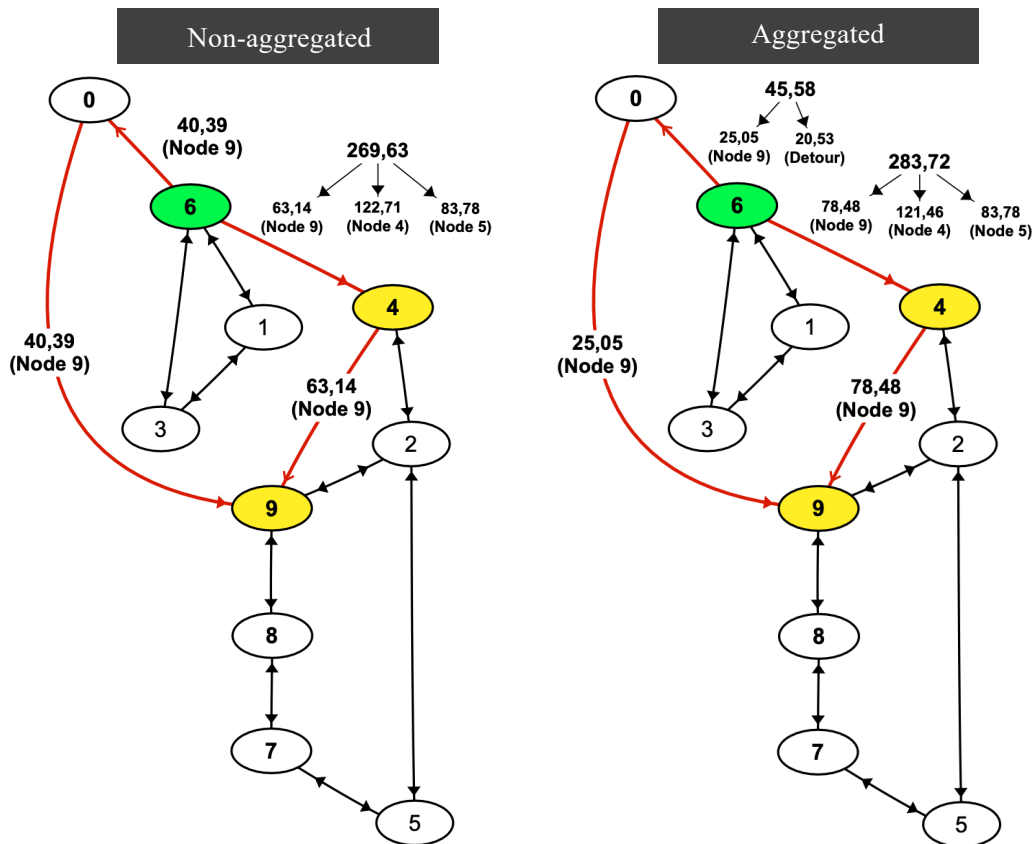 Non-aggregated
0
40,39
(Node 9)
269,63
6
63,14
(Node 9)
122,71
(Node 4)
83,78
(Node 5)
4
1
40,39
(Node 9)
63,14
(Node 9)
3
2
9
8
7
5
Aggregated
0
45,58
25,05
(Node 9)
20,53
(Detour)
283,72
6
78,48
(Node 9)
121,46
(Node 4)
83,78
(Node 5)
4
1
25,05
(Node 9)
78,48
(Node 9)
3
2
9
8
7
5